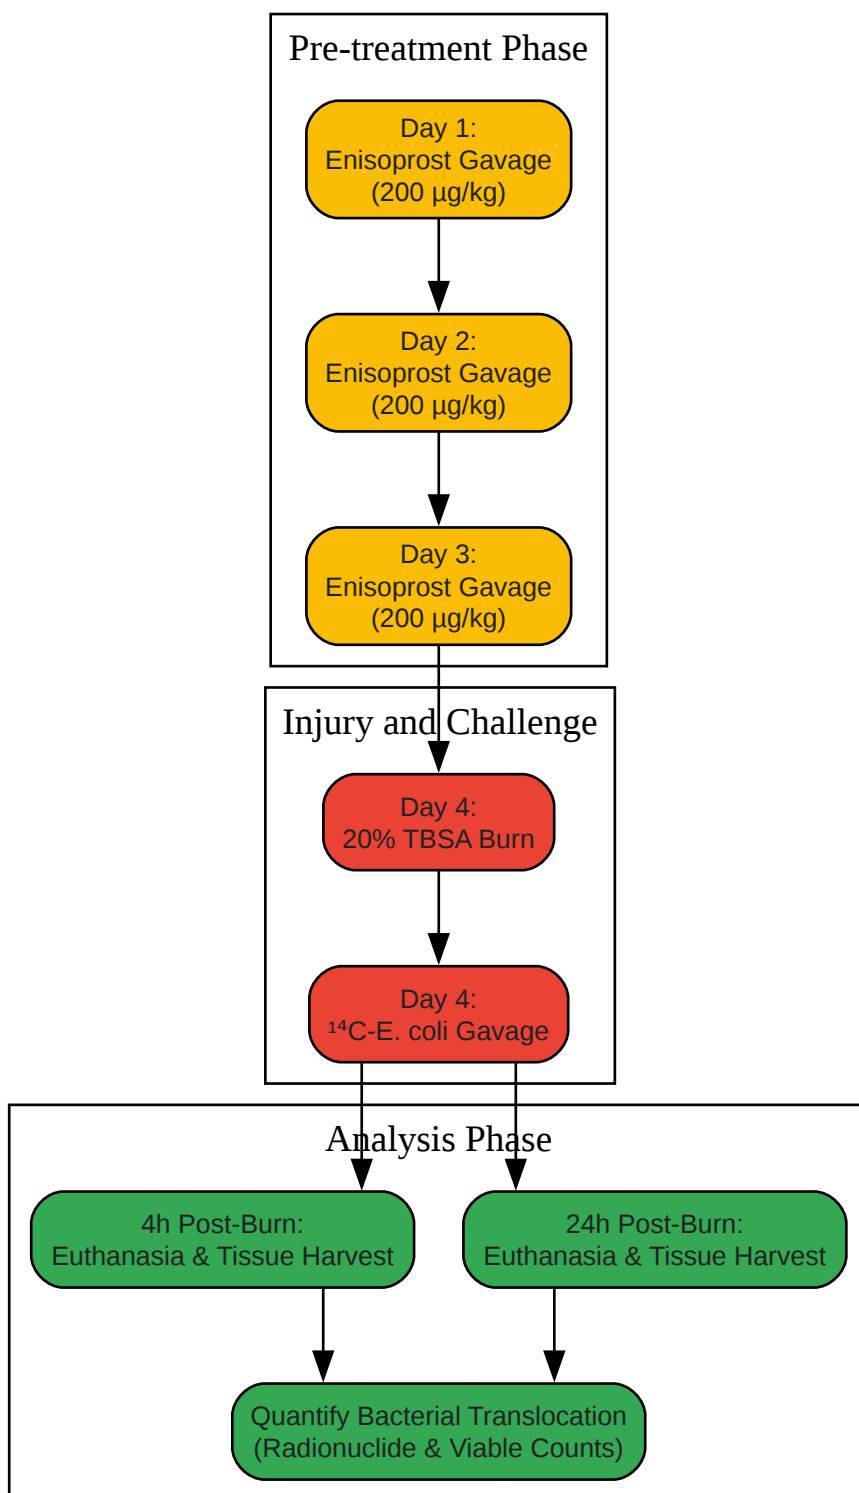 Pre-treatment Phase
Day 1:
Enisoprost Gavage
(200 µg/kg)
Day 2:
Enisoprost Gavage
(200 µg/kg)
Day 3:
Enisoprost Gavage
(200 µg/kg)
Injury and Challenge
Day 4:
20% TBSA Burn
Day 4:
¹⁴C-E. coli Gavage
Analysis Phase
4h Post-Burn:
Euthanasia & Tissue Harvest
24h Post-Burn:
Euthanasia & Tissue Harvest
Quantify Bacterial Translocation
(Radionuclide & Viable Counts)